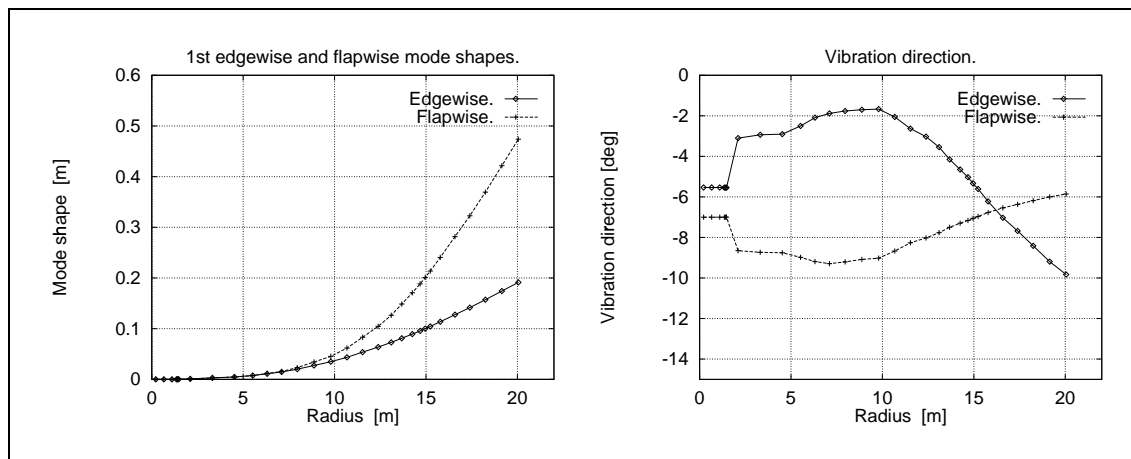 1st edgewise and flapwise mode shapes.
Edgewise.
Flapwise.
Mode shape [m]
0.6
0.5
0.4
0.3
0.2
0.1
0
0 5 10 15 20
Radius [m]
Vibration direction.
Edgewise.
Flapwise.
Vibration direction [deg]
0
-2
-4
-6
-8
-10
-12
-14
0 5 10 15 20
Radius [m]